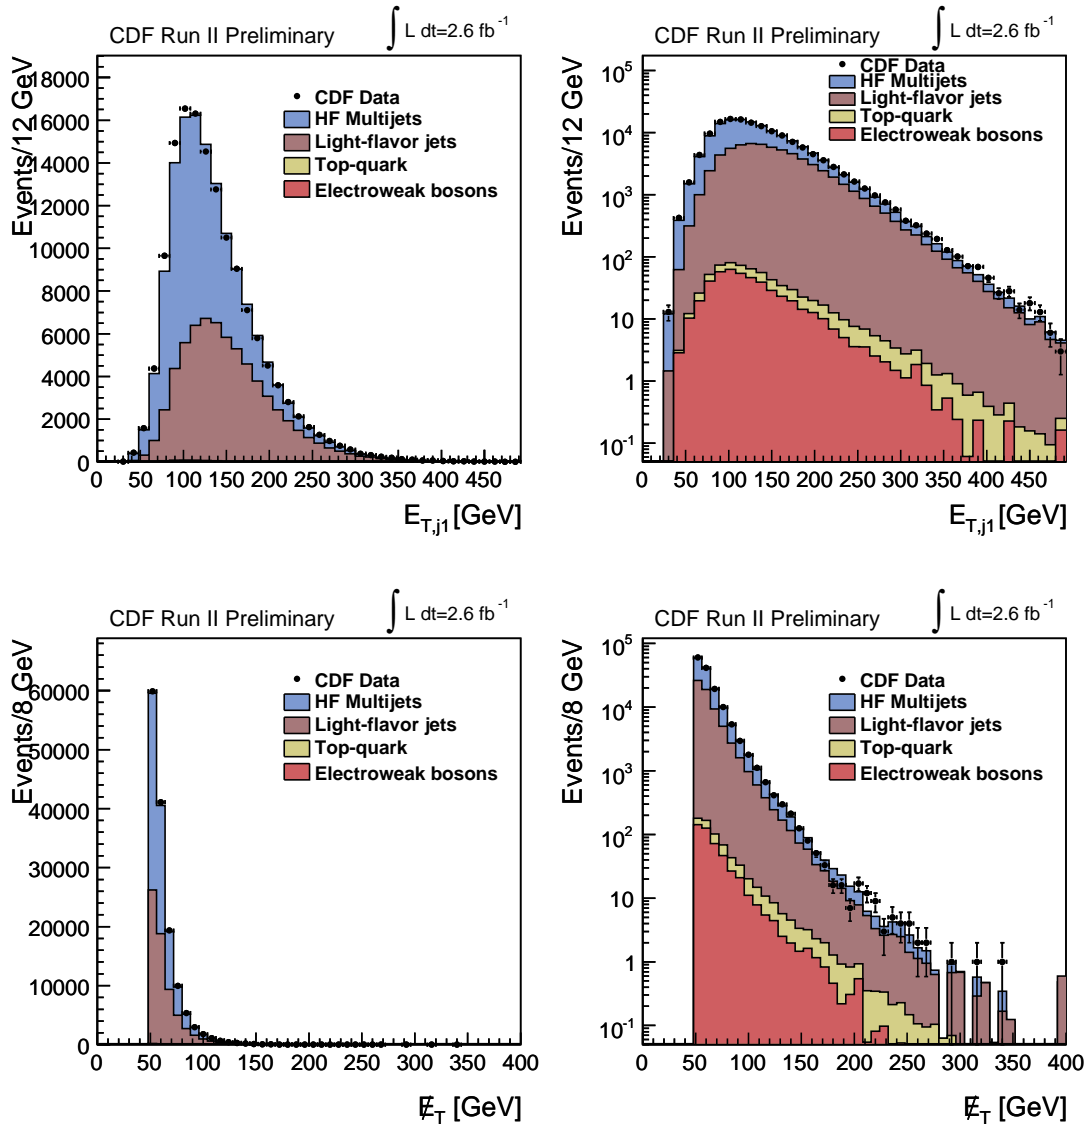 CDF Run II Preliminary ∫ L dt=2.6 fb⁻¹
Events/12 GeV
18000
16000
14000
12000
10000
8000
6000
4000
2000
0
CDF Data
HF Multijets
Light-flavor jets
Top-quark
Electroweak bosons
0 50 100 150 200 250 300 350 400 450
E_T,j1 [GeV]
CDF Run II Preliminary ∫ L dt=2.6 fb⁻¹
Events/12 GeV
10⁵
10⁴
10³
10²
10
1
10⁻¹
CDF Data
HF Multijets
Light-flavor jets
Top-quark
Electroweak bosons
0 50 100 150 200 250 300 350 400 450
E_T,j1 [GeV]
CDF Run II Preliminary ∫ L dt=2.6 fb⁻¹
Events/8 GeV
60000
50000
40000
30000
20000
10000
0
CDF Data
HF Multijets
Light-flavor jets
Top-quark
Electroweak bosons
0 50 100 150 200 250 300 350 400
E̸_T [GeV]
CDF Run II Preliminary ∫ L dt=2.6 fb⁻¹
Events/8 GeV
10⁵
10⁴
10³
10²
10
1
10⁻¹
CDF Data
HF Multijets
Light-flavor jets
Top-quark
Electroweak bosons
0 50 100 150 200 250 300 350 400
E̸_T [GeV]